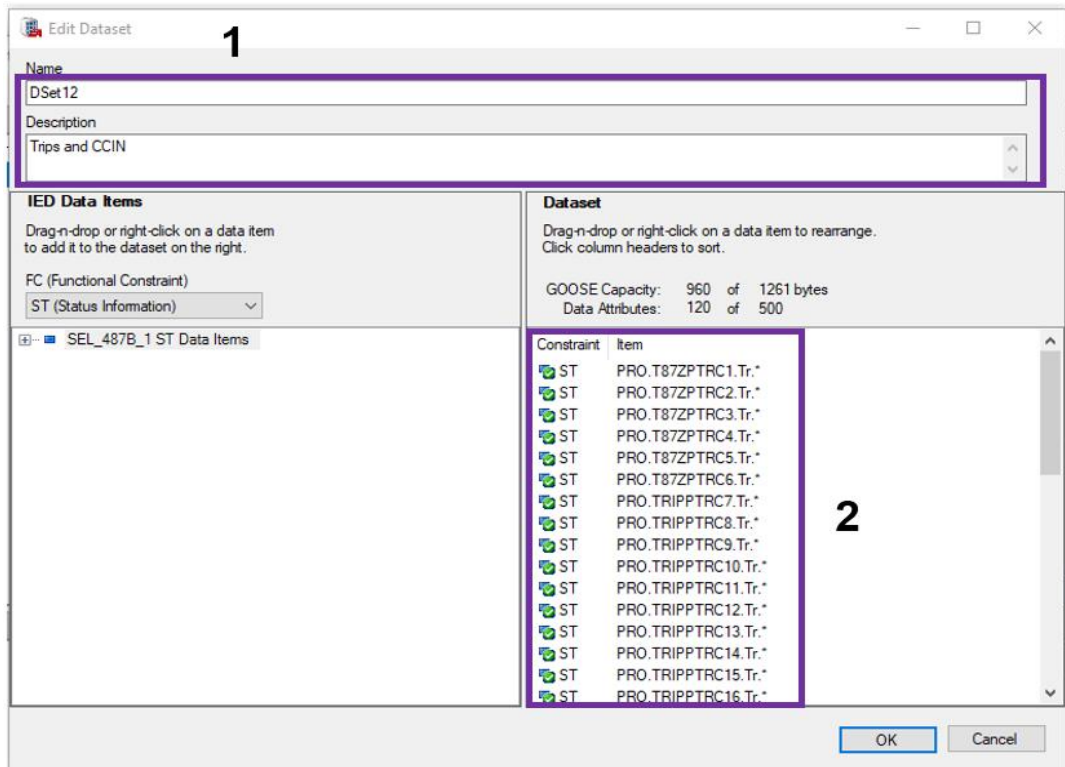 Edit Dataset
1
Name
DSet12
Description
Trips and CCIN
IED Data Items
Drag-n-drop or right-click on a data item
to add it to the dataset on the right.
FC (Functional Constraint)
ST (Status Information)
SEL_487B_1 ST Data Items
Dataset
Drag-n-drop or right-click on a data item to rearrange.
Click column headers to sort.
GOOSE Capacity: 960 of 1261 bytes
Data Attributes: 120 of 500
Constraint Item
ST PRO.T87ZPTRC1.Tr.*
ST PRO.T87ZPTRC2.Tr.*
ST PRO.T87ZPTRC3.Tr.*
ST PRO.T87ZPTRC4.Tr.*
ST PRO.T87ZPTRC5.Tr.*
ST PRO.T87ZPTRC6.Tr.*
ST PRO.TRIPPTRC7.Tr.*
ST PRO.TRIPPTRC8.Tr.*
ST PRO.TRIPPTRC9.Tr.*
ST PRO.TRIPPTRC10.Tr.*
ST PRO.TRIPPTRC11.Tr.*
ST PRO.TRIPPTRC12.Tr.*
ST PRO.TRIPPTRC13.Tr.*
ST PRO.TRIPPTRC14.Tr.*
ST PRO.TRIPPTRC15.Tr.*
ST PRO.TRIPPTRC16.Tr.*
2
OK
Cancel